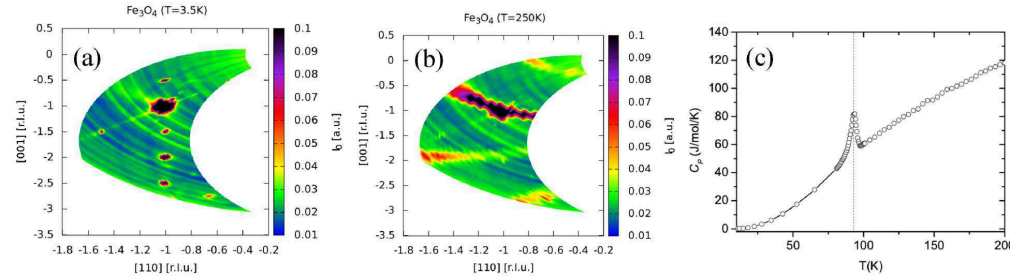 Fe₃O₄ (T=3.5K)
(a)
0.5
0
-0.5
-1
-1.5
-2
-2.5
-3
-3.5
[001] [r.l.u.]
-1.8 -1.6 -1.4 -1.2 -1 -0.8 -0.6 -0.4 -0.2
[110] [r.l.u.]
0.1
0.09
0.08
0.07
0.06
0.05
0.04
0.03
0.02
0.01
I₀ [a.u.]
Fe₃O₄ (T=250K)
(b)
0.5
0
-0.5
-1
-1.5
-2
-2.5
-3
-3.5
[001] [r.l.u.]
-1.8 -1.6 -1.4 -1.2 -1 -0.8 -0.6 -0.4 -0.2
[110] [r.l.u.]
0.1
0.09
0.08
0.07
0.06
0.05
0.04
0.03
0.02
0.01
I₀ [a.u.]
(c)
140
120
100
80
60
40
20
0
Cₚ (J/mol/K)
50 100 150 200
T(K)